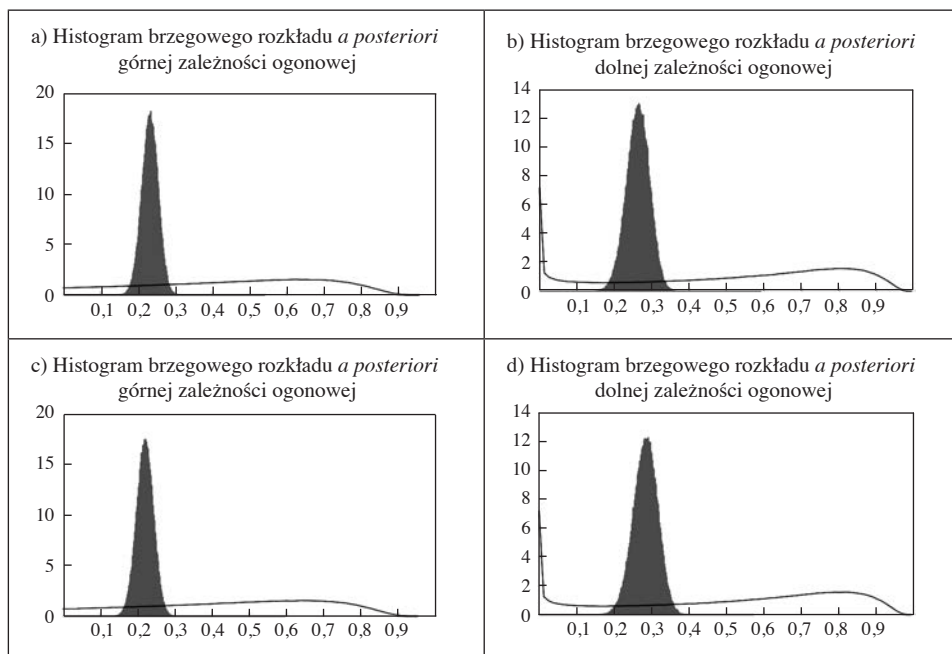 a) Histogram brzegowego rozkładu a posteriori
górnej zależności ogonowej
20
15
10
5
0
0,1 0,2 0,3 0,4 0,5 0,6 0,7 0,8 0,9
b) Histogram brzegowego rozkładu a posteriori
dolnej zależności ogonowej
14
12
10
8
6
4
2
0
0,1 0,2 0,3 0,4 0,5 0,6 0,7 0,8 0,9
c) Histogram brzegowego rozkładu a posteriori
górnej zależności ogonowej
20
15
10
5
0
0,1 0,2 0,3 0,4 0,5 0,6 0,7 0,8 0,9
d) Histogram brzegowego rozkładu a posteriori
dolnej zależności ogonowej
14
12
10
8
6
4
2
0
0,1 0,2 0,3 0,4 0,5 0,6 0,7 0,8 0,9